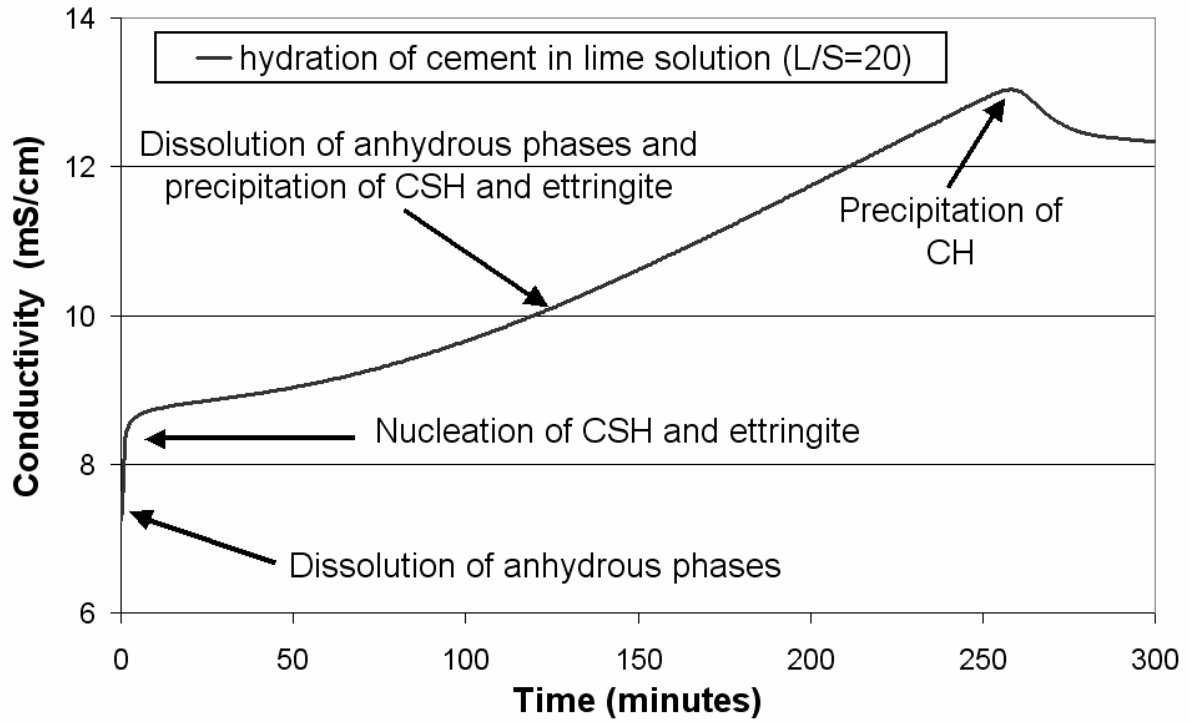 14
hydration of cement in lime solution (L/S=20)
Dissolution of anhydrous phases and
precipitation of CSH and ettringite
12
Precipitation of
CH
Conductivity (mS/cm)
10
Nucleation of CSH and ettringite
8
Dissolution of anhydrous phases
6
0 50 100 150 200 250 300
Time (minutes)